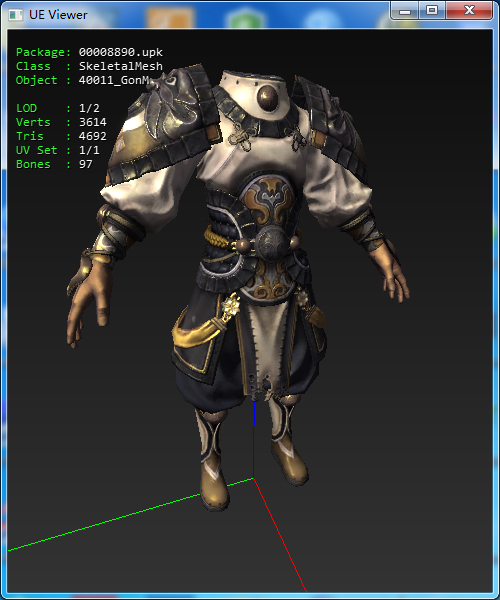 UE Viewer
Package: 00008890.upk
Class : SkeletalMesh
Object : 40011_GonM
LOD : 1/2
Verts : 3614
Tris : 4692
UV Set : 1/1
Bones : 97